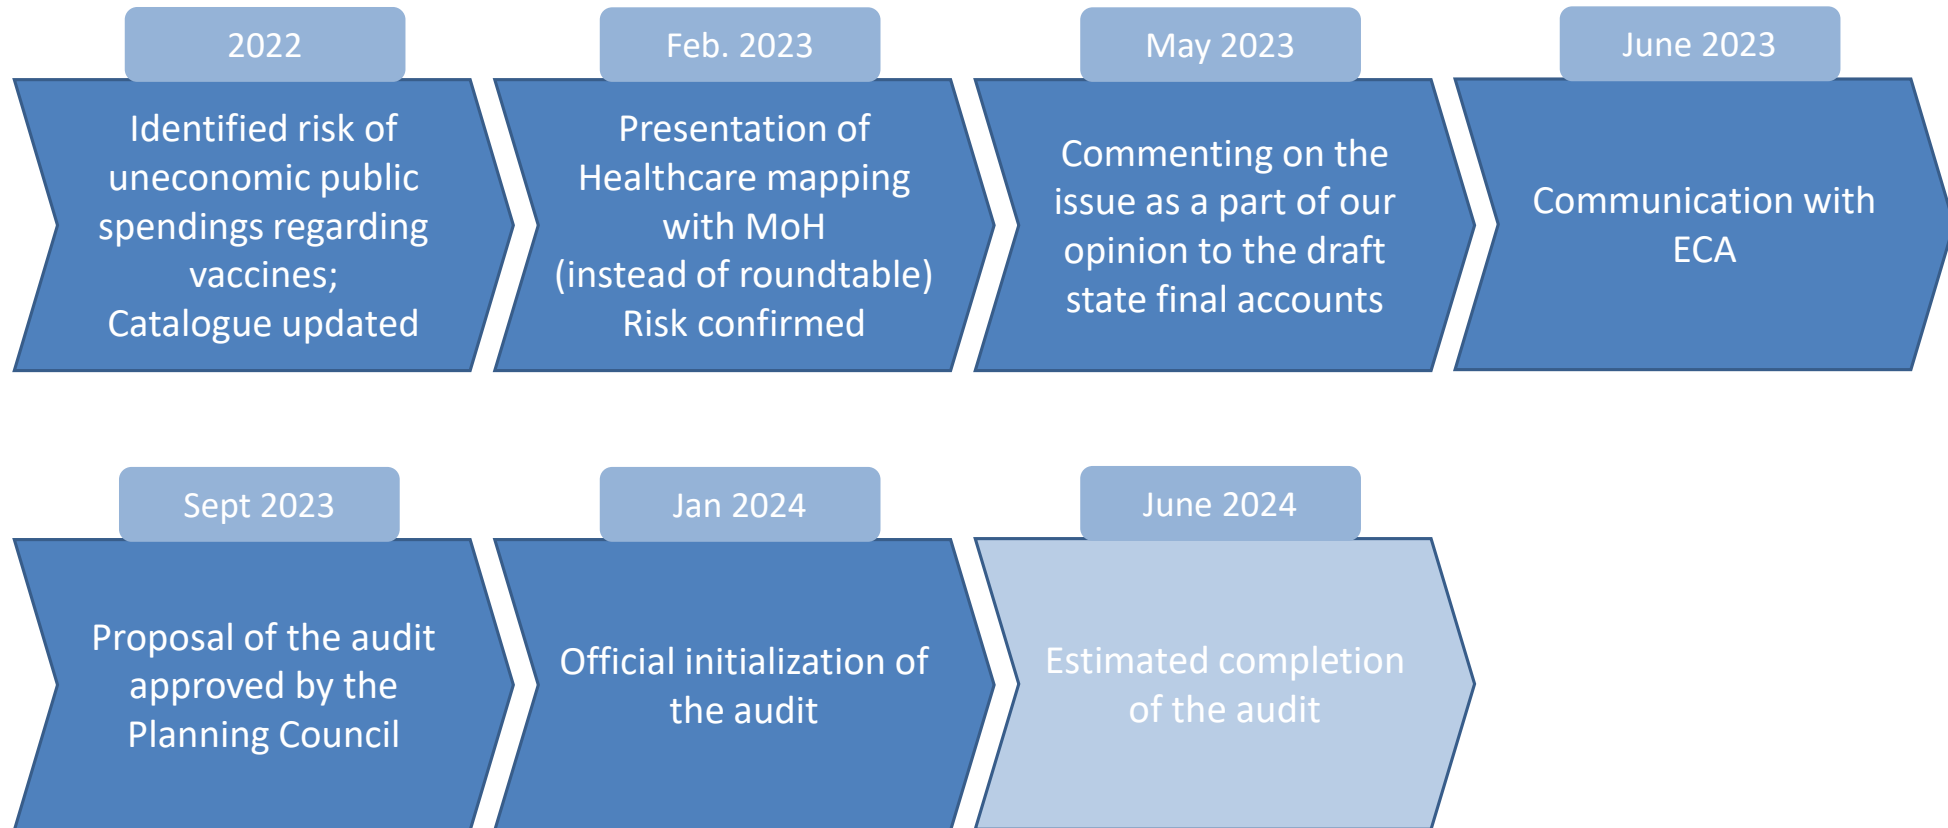 2022
Identified risk of
uneconomic public
spendings regarding
vaccines;
Catalogue updated
Feb. 2023
Presentation of
Healthcare mapping
with MoH
(instead of roundtable)
Risk confirmed
May 2023
Commenting on the
issue as a part of our
opinion to the draft
state final accounts
June 2023
Communication with
ECA
Sept 2023
Proposal of the audit
approved by the
Planning Council
Jan 2024
Official initialization of
the audit
June 2024
Estimated completion
of the audit